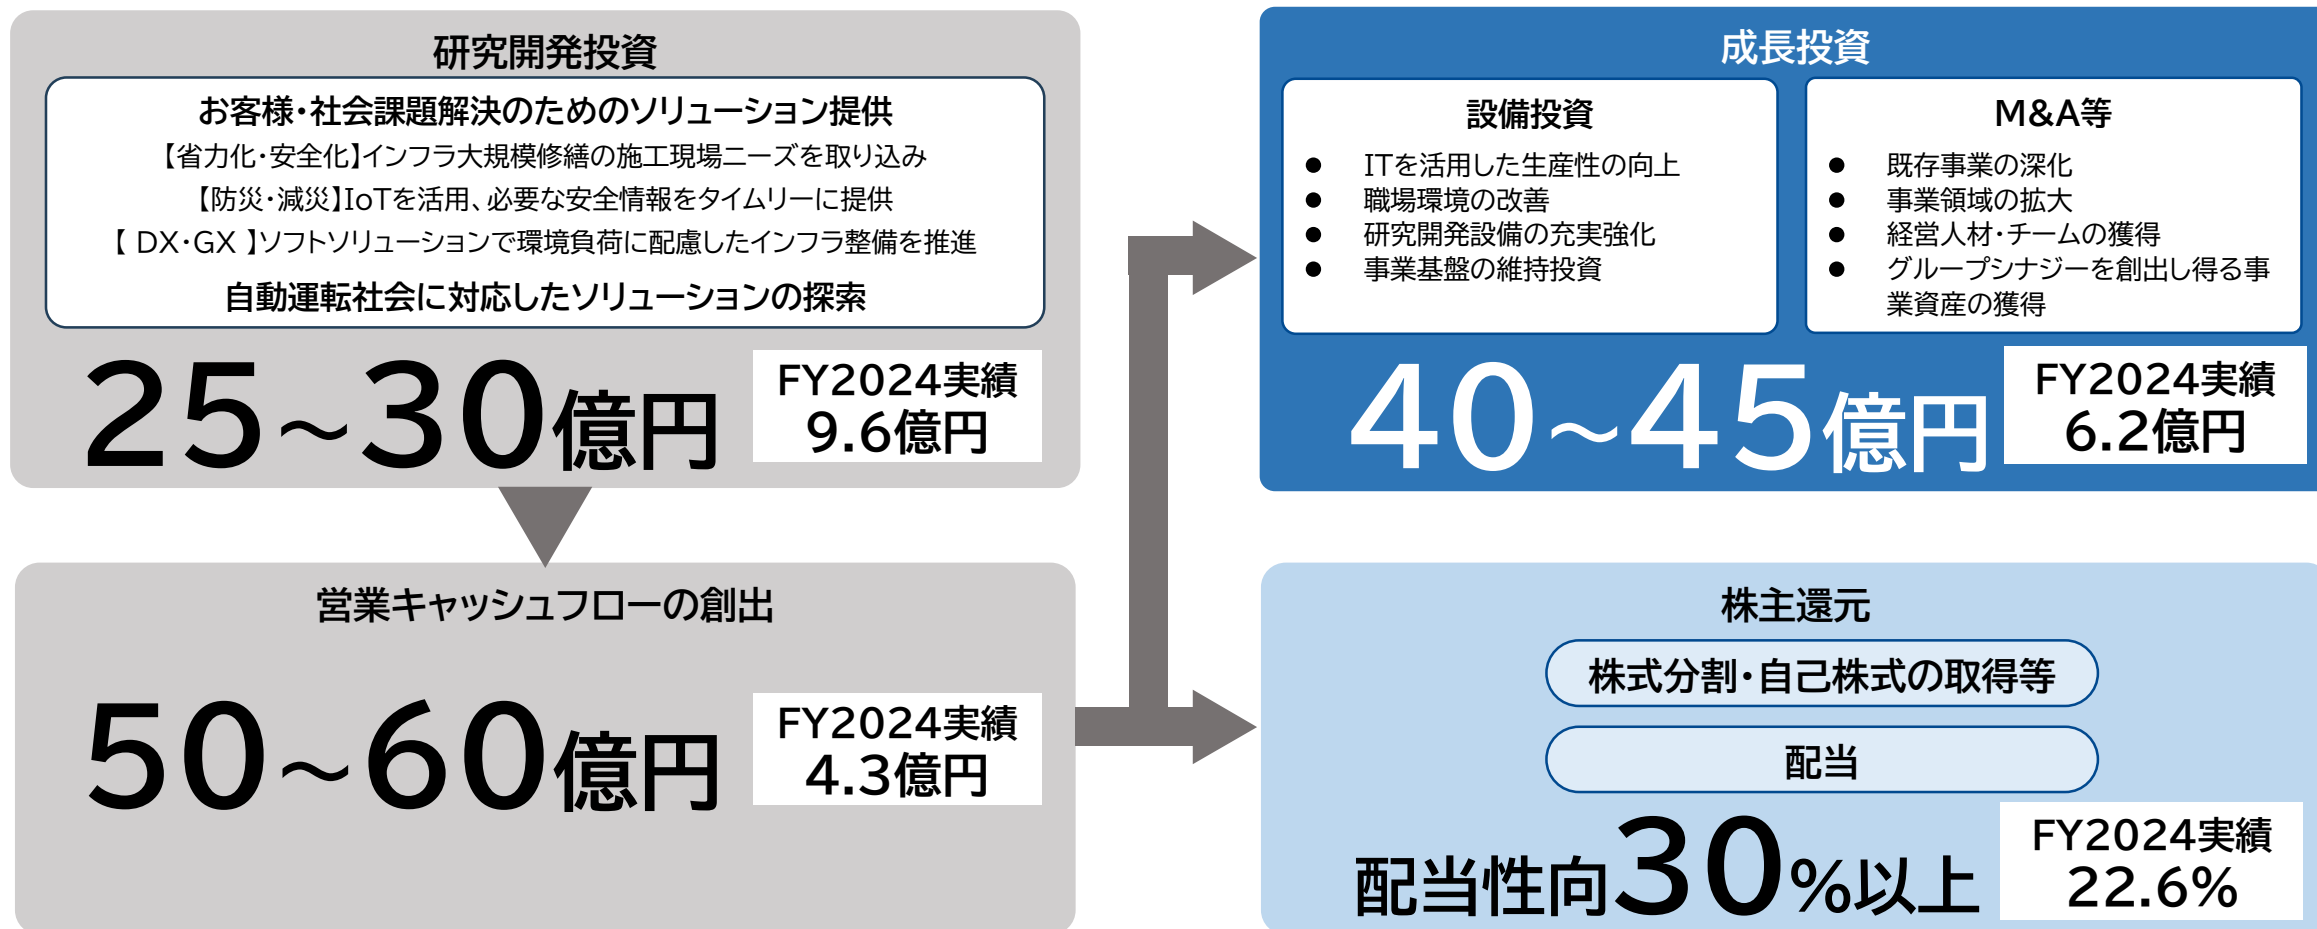 研究開発投資
お客様・社会課題解決のためのソリューション提供
【省力化・安全化】インフラ大規模修繕の施工現場ニーズを取り込み
【防災・減災】IoTを活用、必要な安全情報をタイムリーに提供
【 DX・GX 】ソフトソリューションで環境負荷に配慮したインフラ整備を推進
自動運転社会に対応したソリューションの探索
25~30億円
FY2024実績
9.6億円
営業キャッシュフローの創出
50~60億円
FY2024実績
4.3億円
成長投資
設備投資
● ITを活用した生産性の向上
● 職場環境の改善
● 研究開発設備の充実強化
● 事業基盤の維持投資
M&A等
● 既存事業の深化
● 事業領域の拡大
● 経営人材・チームの獲得
● グループシナジーを創出し得る事
業資産の獲得
40~45億円
FY2024実績
6.2億円
株主還元
株式分割・自己株式の取得等
配当
配当性向30%以上
FY2024実績
22.6%